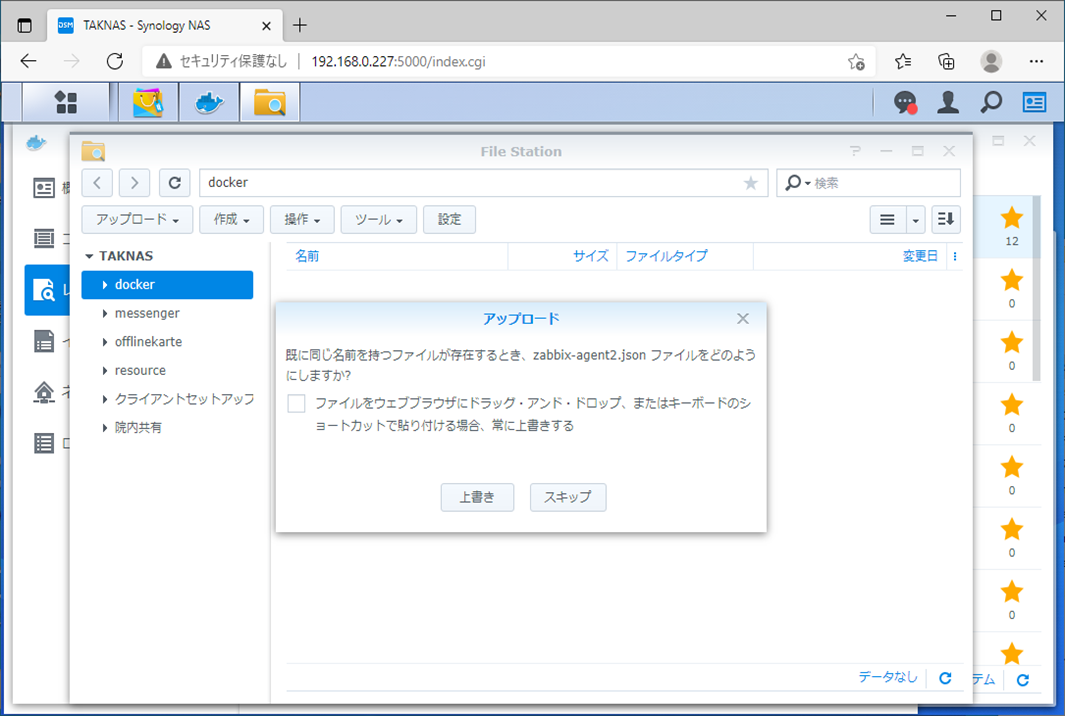 DSM TAKNAS - Synology NAS
セキュリティ保護なし 192.168.0.227:5000/index.cgi
File Station
docker
検索
アップロード 作成 操作 ツール 設定
TAKNAS
docker
messenger
offlinekarte
resource
クライアントセットアップ
院内共有
名前 サイズ ファイルタイプ 変更日
アップロード
既に同じ名前を持つファイルが存在するとき、zabbix-agent2.json ファイルをどのよう
にしますか?
ファイルをウェブブラウザにドラッグ・アンド・ドロップ、またはキーボードのシ
ョートカットで貼り付ける場合、常に上書きする
上書き スキップ
データなし
12
0
0
0
0
0
0
テム